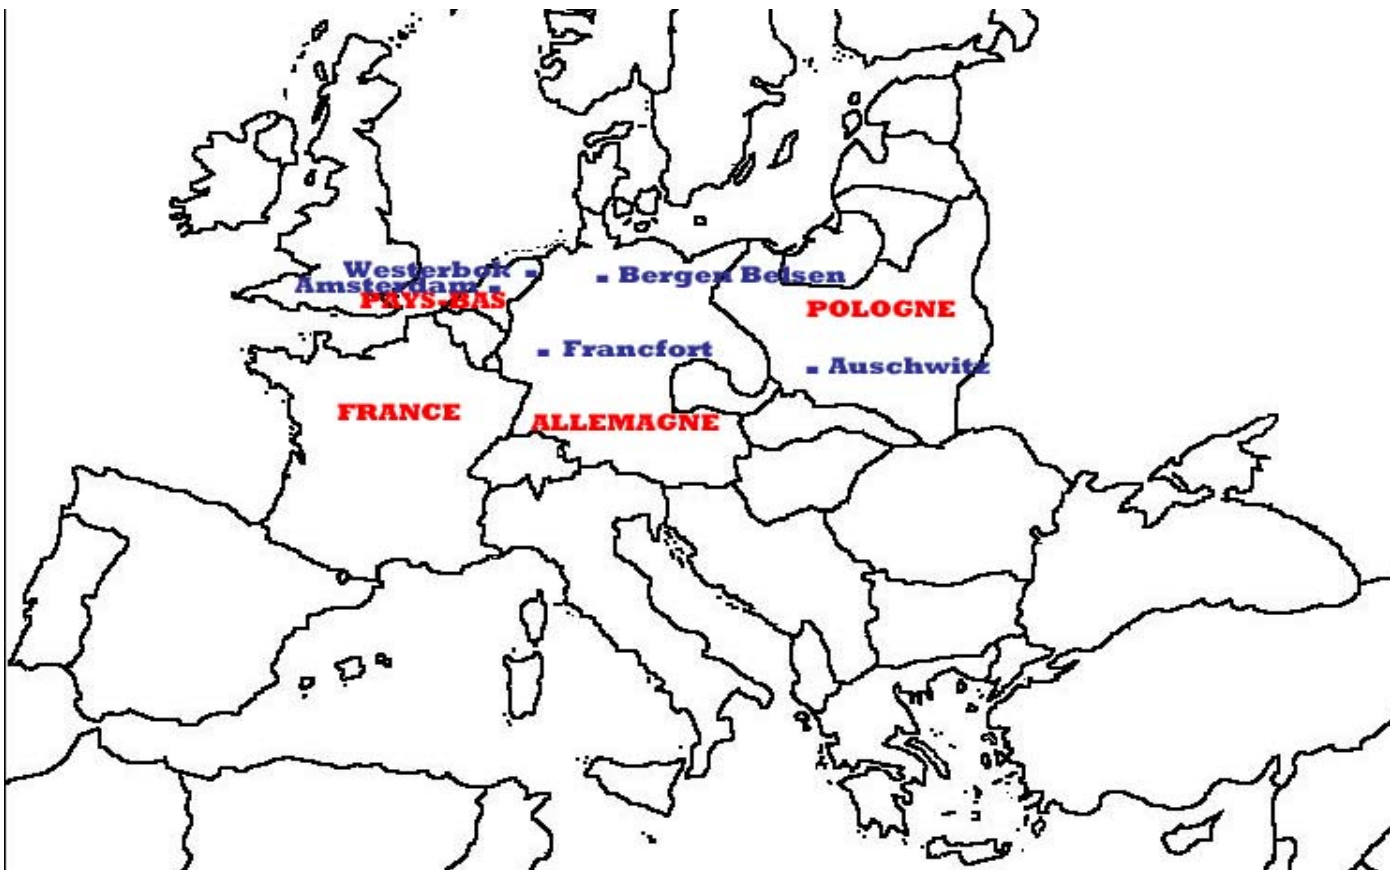 Westerbok
Bergen Belsen
Amsterdam
PAYS-BAS
POLOGNE
Francfort
Auschwitz
FRANCE
ALLEMAGNE